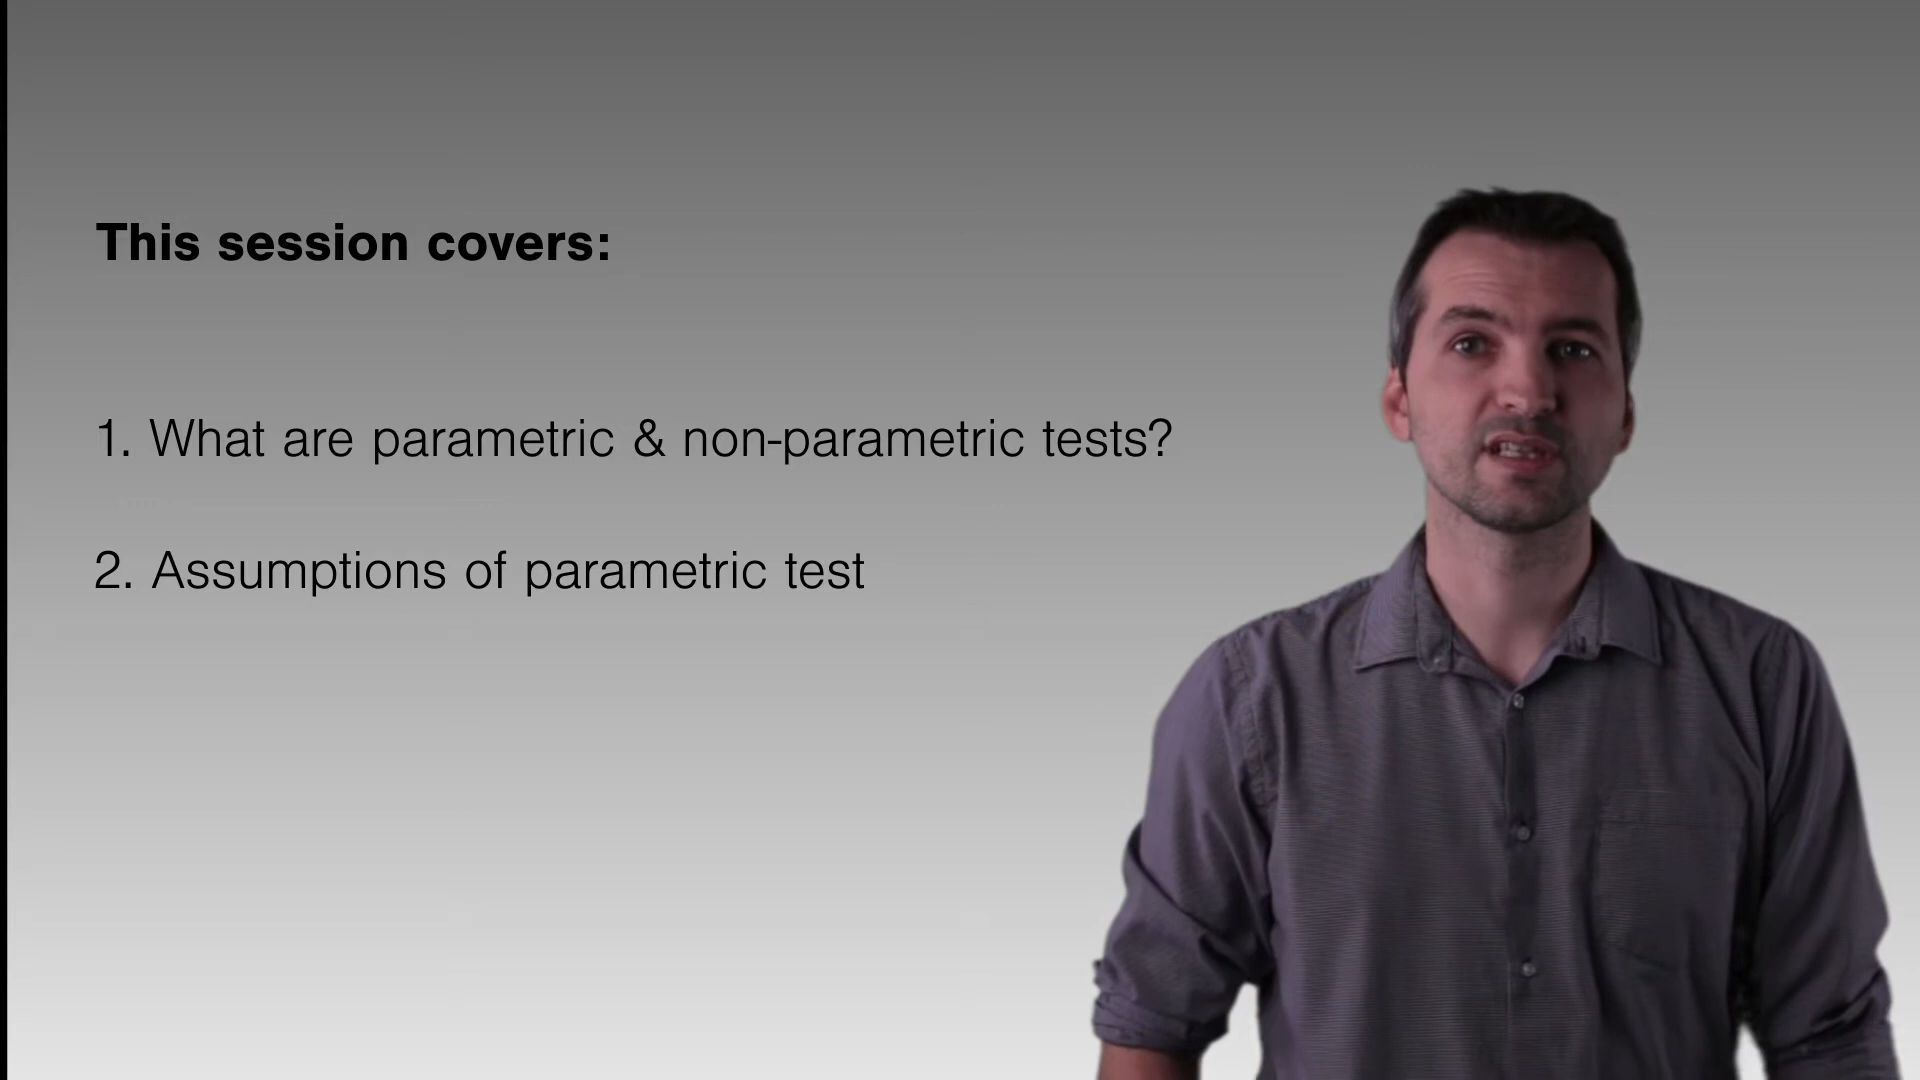 This session covers:
1. What are parametric & non-parametric tests?
2. Assumptions of parametric test